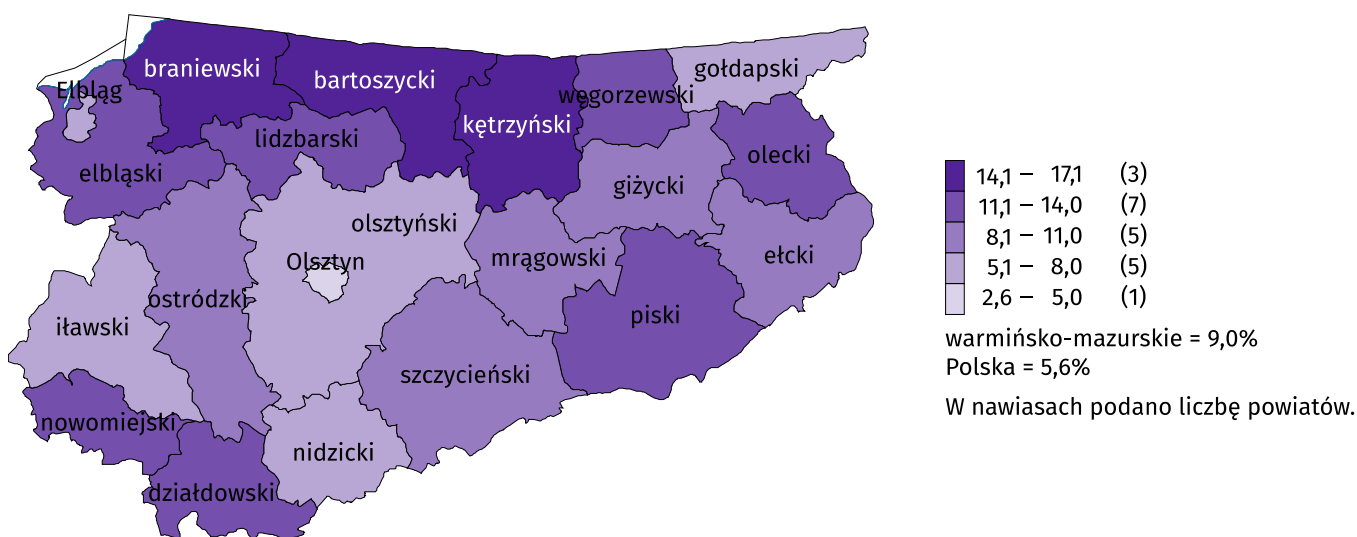 gołdapski
braniewski
bartoszycki
Elbląg
węgorzewski
kętrzyński
lidzbarski
olecki
elbląski
giżycki
olsztyński
ełcki
mrągowski
Olsztyn
ostródzki
piski
iławski
szczycieński
nowomiejski
nidzicki
działdowski
14,1 – 17,1 (3)
11,1 – 14,0 (7)
8,1 – 11,0 (5)
5,1 – 8,0 (5)
2,6 – 5,0 (1)
warmińsko-mazurskie = 9,0%
Polska = 5,6%
W nawiasach podano liczbę powiatów.